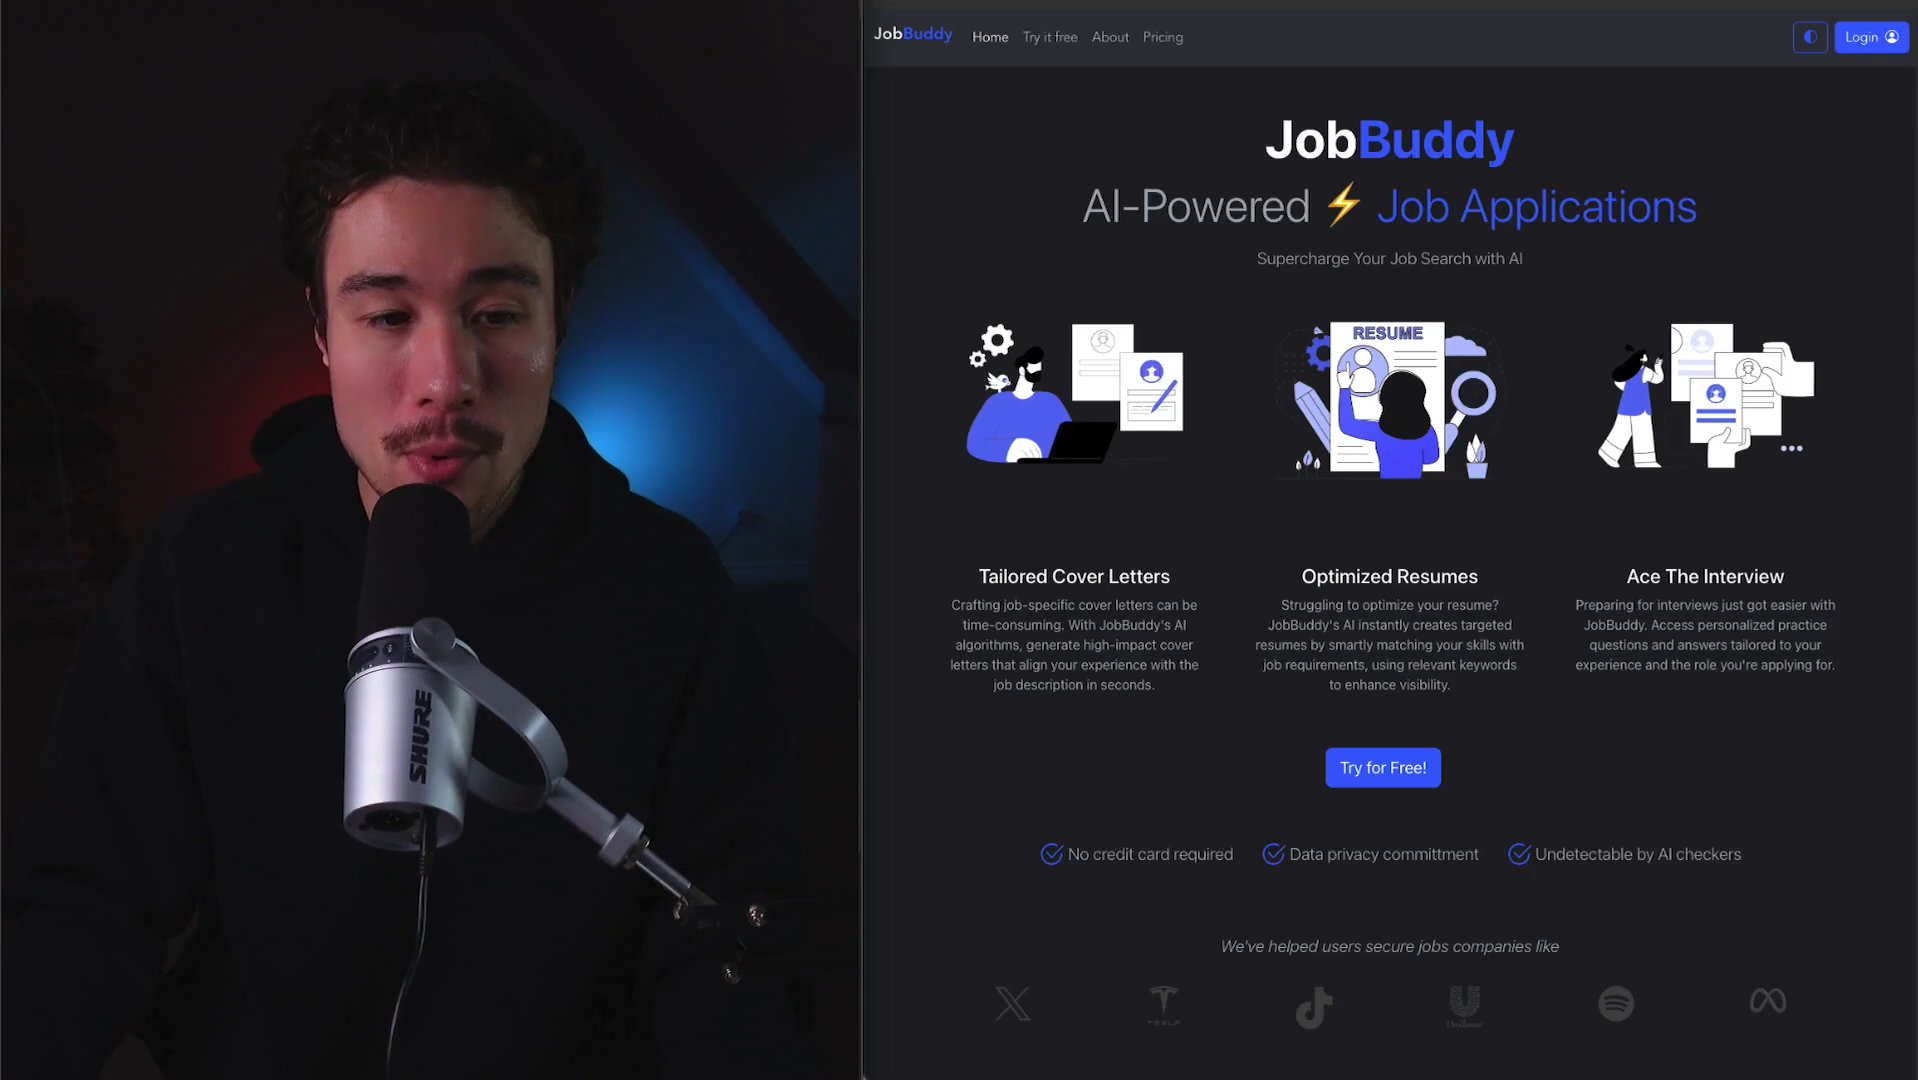 JobBuddy Home Try it free About Pricing Login
JobBuddy
AI-Powered ⚡ Job Applications
Supercharge Your Job Search with AI
RESUME
Tailored Cover Letters
Crafting job-specific cover letters can be
time-consuming. With JobBuddy's AI
algorithms, generate high-impact cover
letters that align your experience with the
job description in seconds.
Optimized Resumes
Struggling to optimize your resume?
JobBuddy's AI instantly creates targeted
resumes by smartly matching your skills with
job requirements, using relevant keywords
to enhance visibility.
Ace The Interview
Preparing for interviews just got easier with
JobBuddy. Access personalized practice
questions and answers tailored to your
experience and the role you're applying for.
Try for Free!
No credit card required
Data privacy committment
Undetectable by AI checkers
We've helped users secure jobs companies like
X
TESLA
Unilever
SHURE